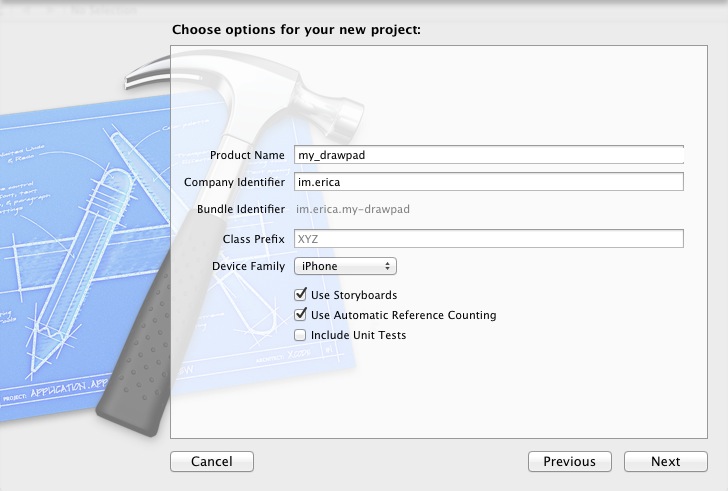 No Selection
Choose options for your new project:
Product Name my_drawpad
Company Identifier im.erica
Bundle Identifier im.erica.my-drawpad
Class Prefix XYZ
Device Family iPhone
Use Storyboards
Use Automatic Reference Counting
Include Unit Tests
PROJECT: APPLICATION.APP
Cancel Previous Next